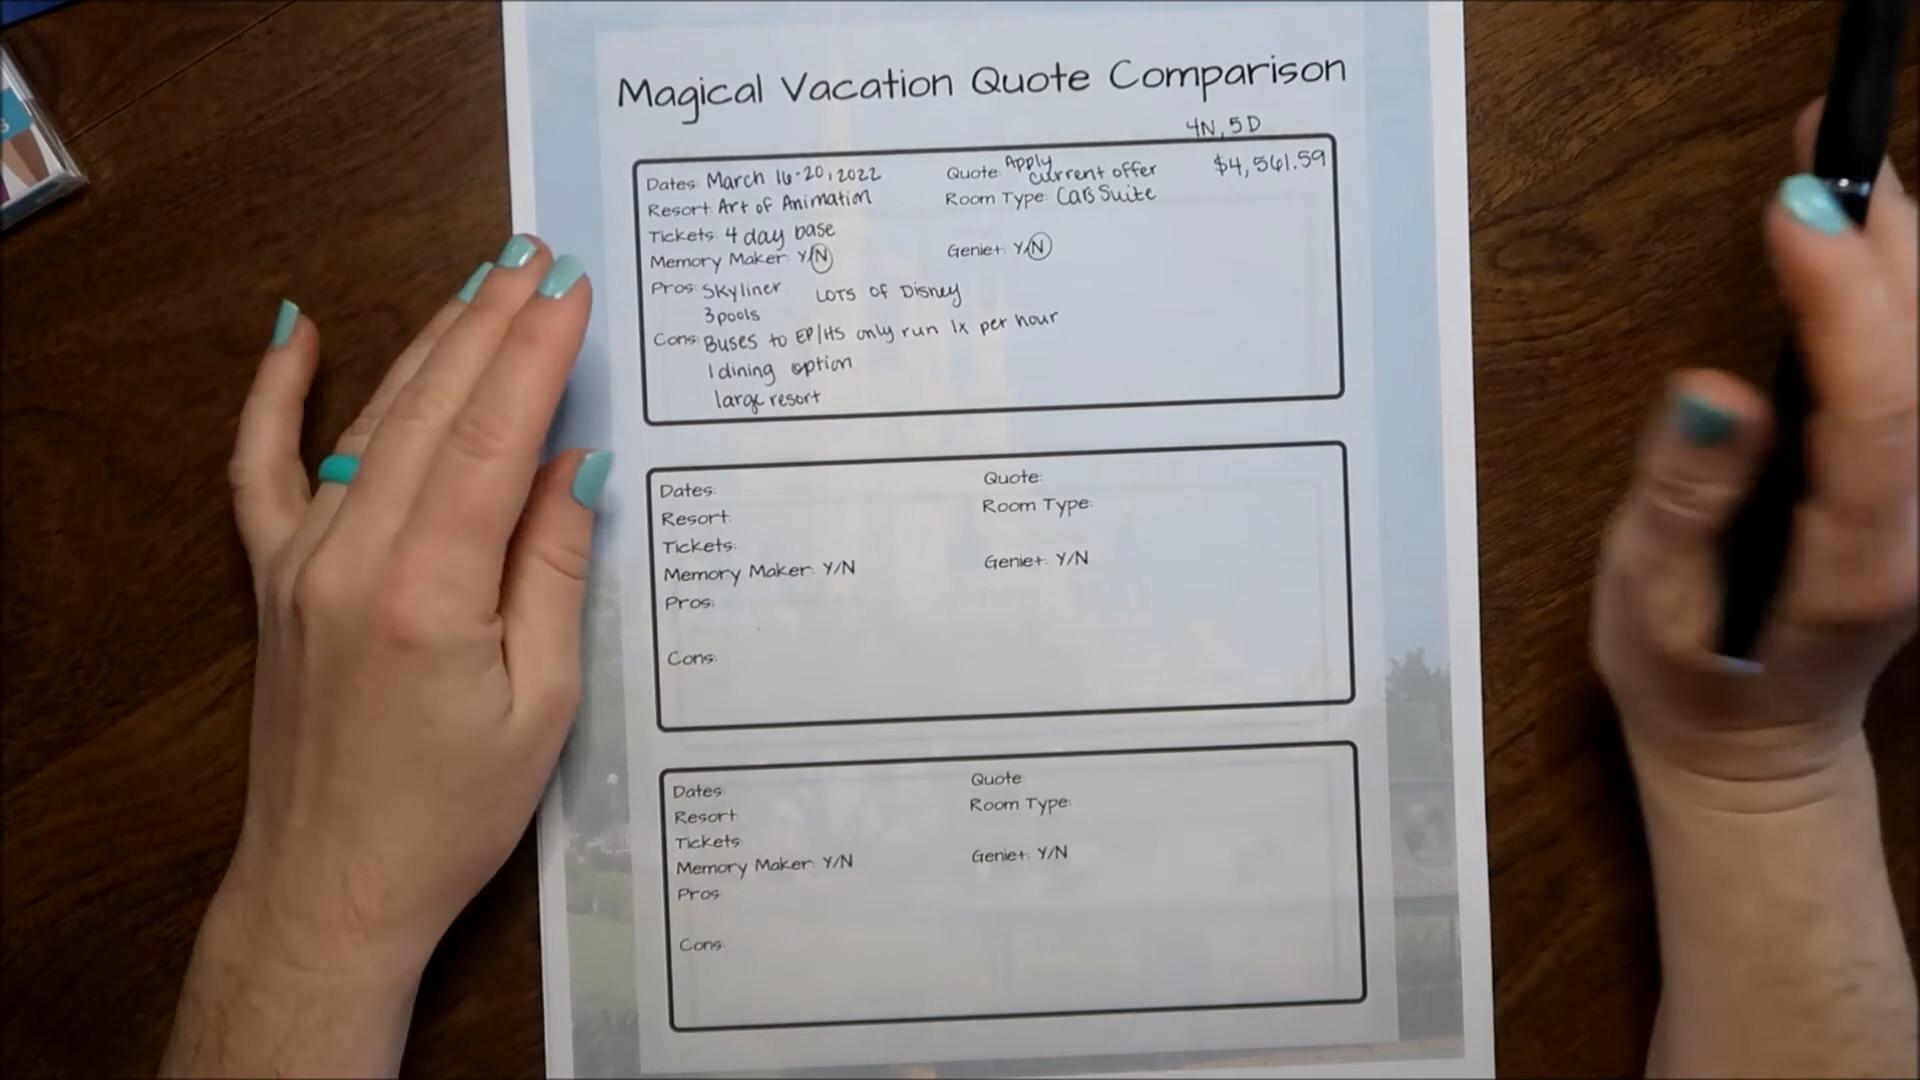 Magical Vacation Quote Comparison
4N, 5D
Dates: March 16-20, 2022 Quote: Apply current offer $4,561.59
Resort: Art of Animation Room Type: Cars Suite
Tickets: 4 day base
Memory Maker: Y/N Genie+: Y/N
Pros: Skyliner LOTS OF Disney
3 pools
Cons: Buses to EP/HS only run 1x per hour
1 dining option
large resort
Dates: Quote:
Resort: Room Type:
Tickets:
Memory Maker: Y/N Genie+: Y/N
Pros:
Cons:
Dates: Quote:
Resort: Room Type:
Tickets:
Memory Maker: Y/N Genie+: Y/N
Pros:
Cons: